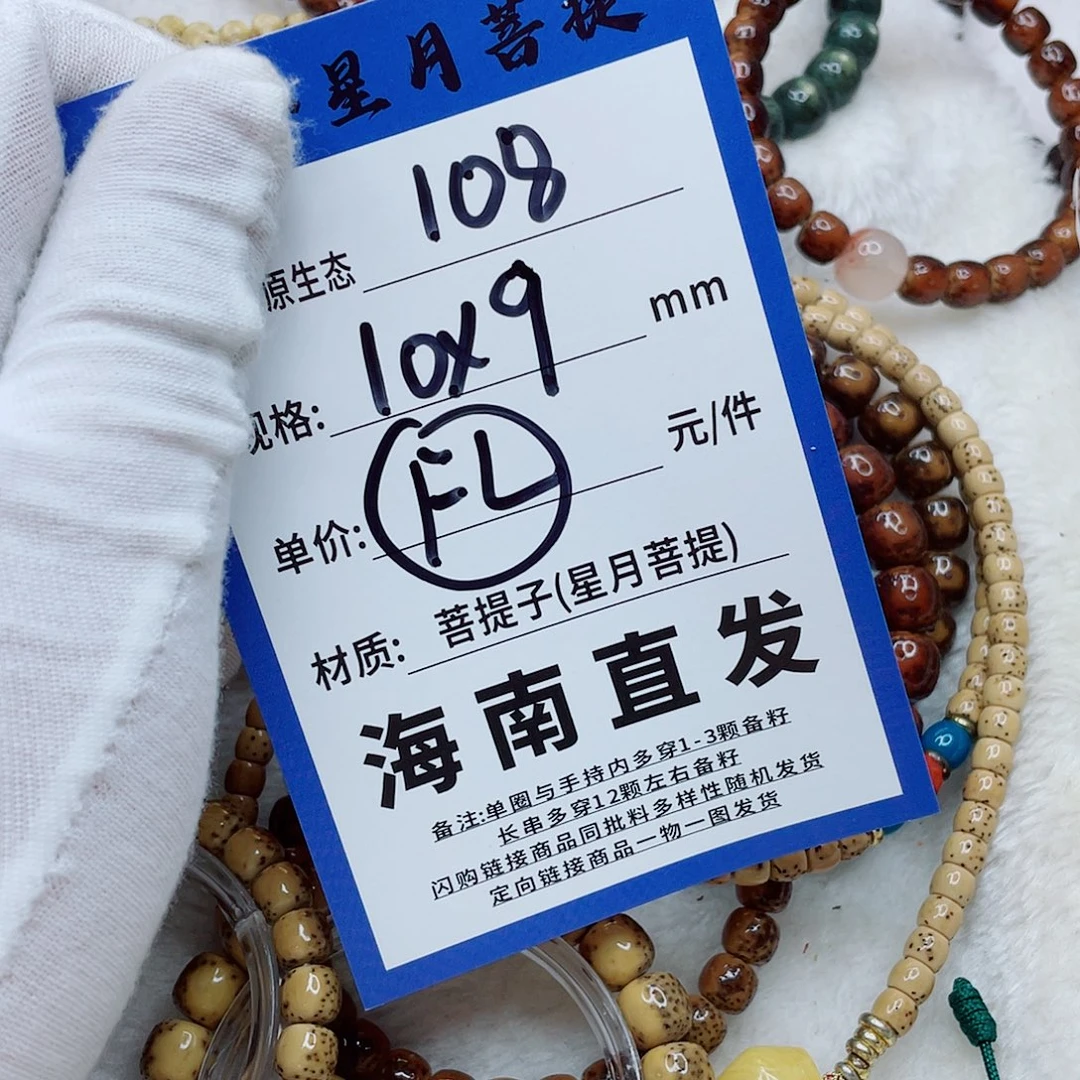 星月菩提
原生态 108
规格: 10x9 mm
单价: FL 元/件
材质: 菩提子(星月菩提)
海南直发
备注:单圈与手持内多穿1-3颗备籽
长串多穿12颗左右备籽
闪购链接商品同批料多样性随机发货
定向链接商品一物一图发货